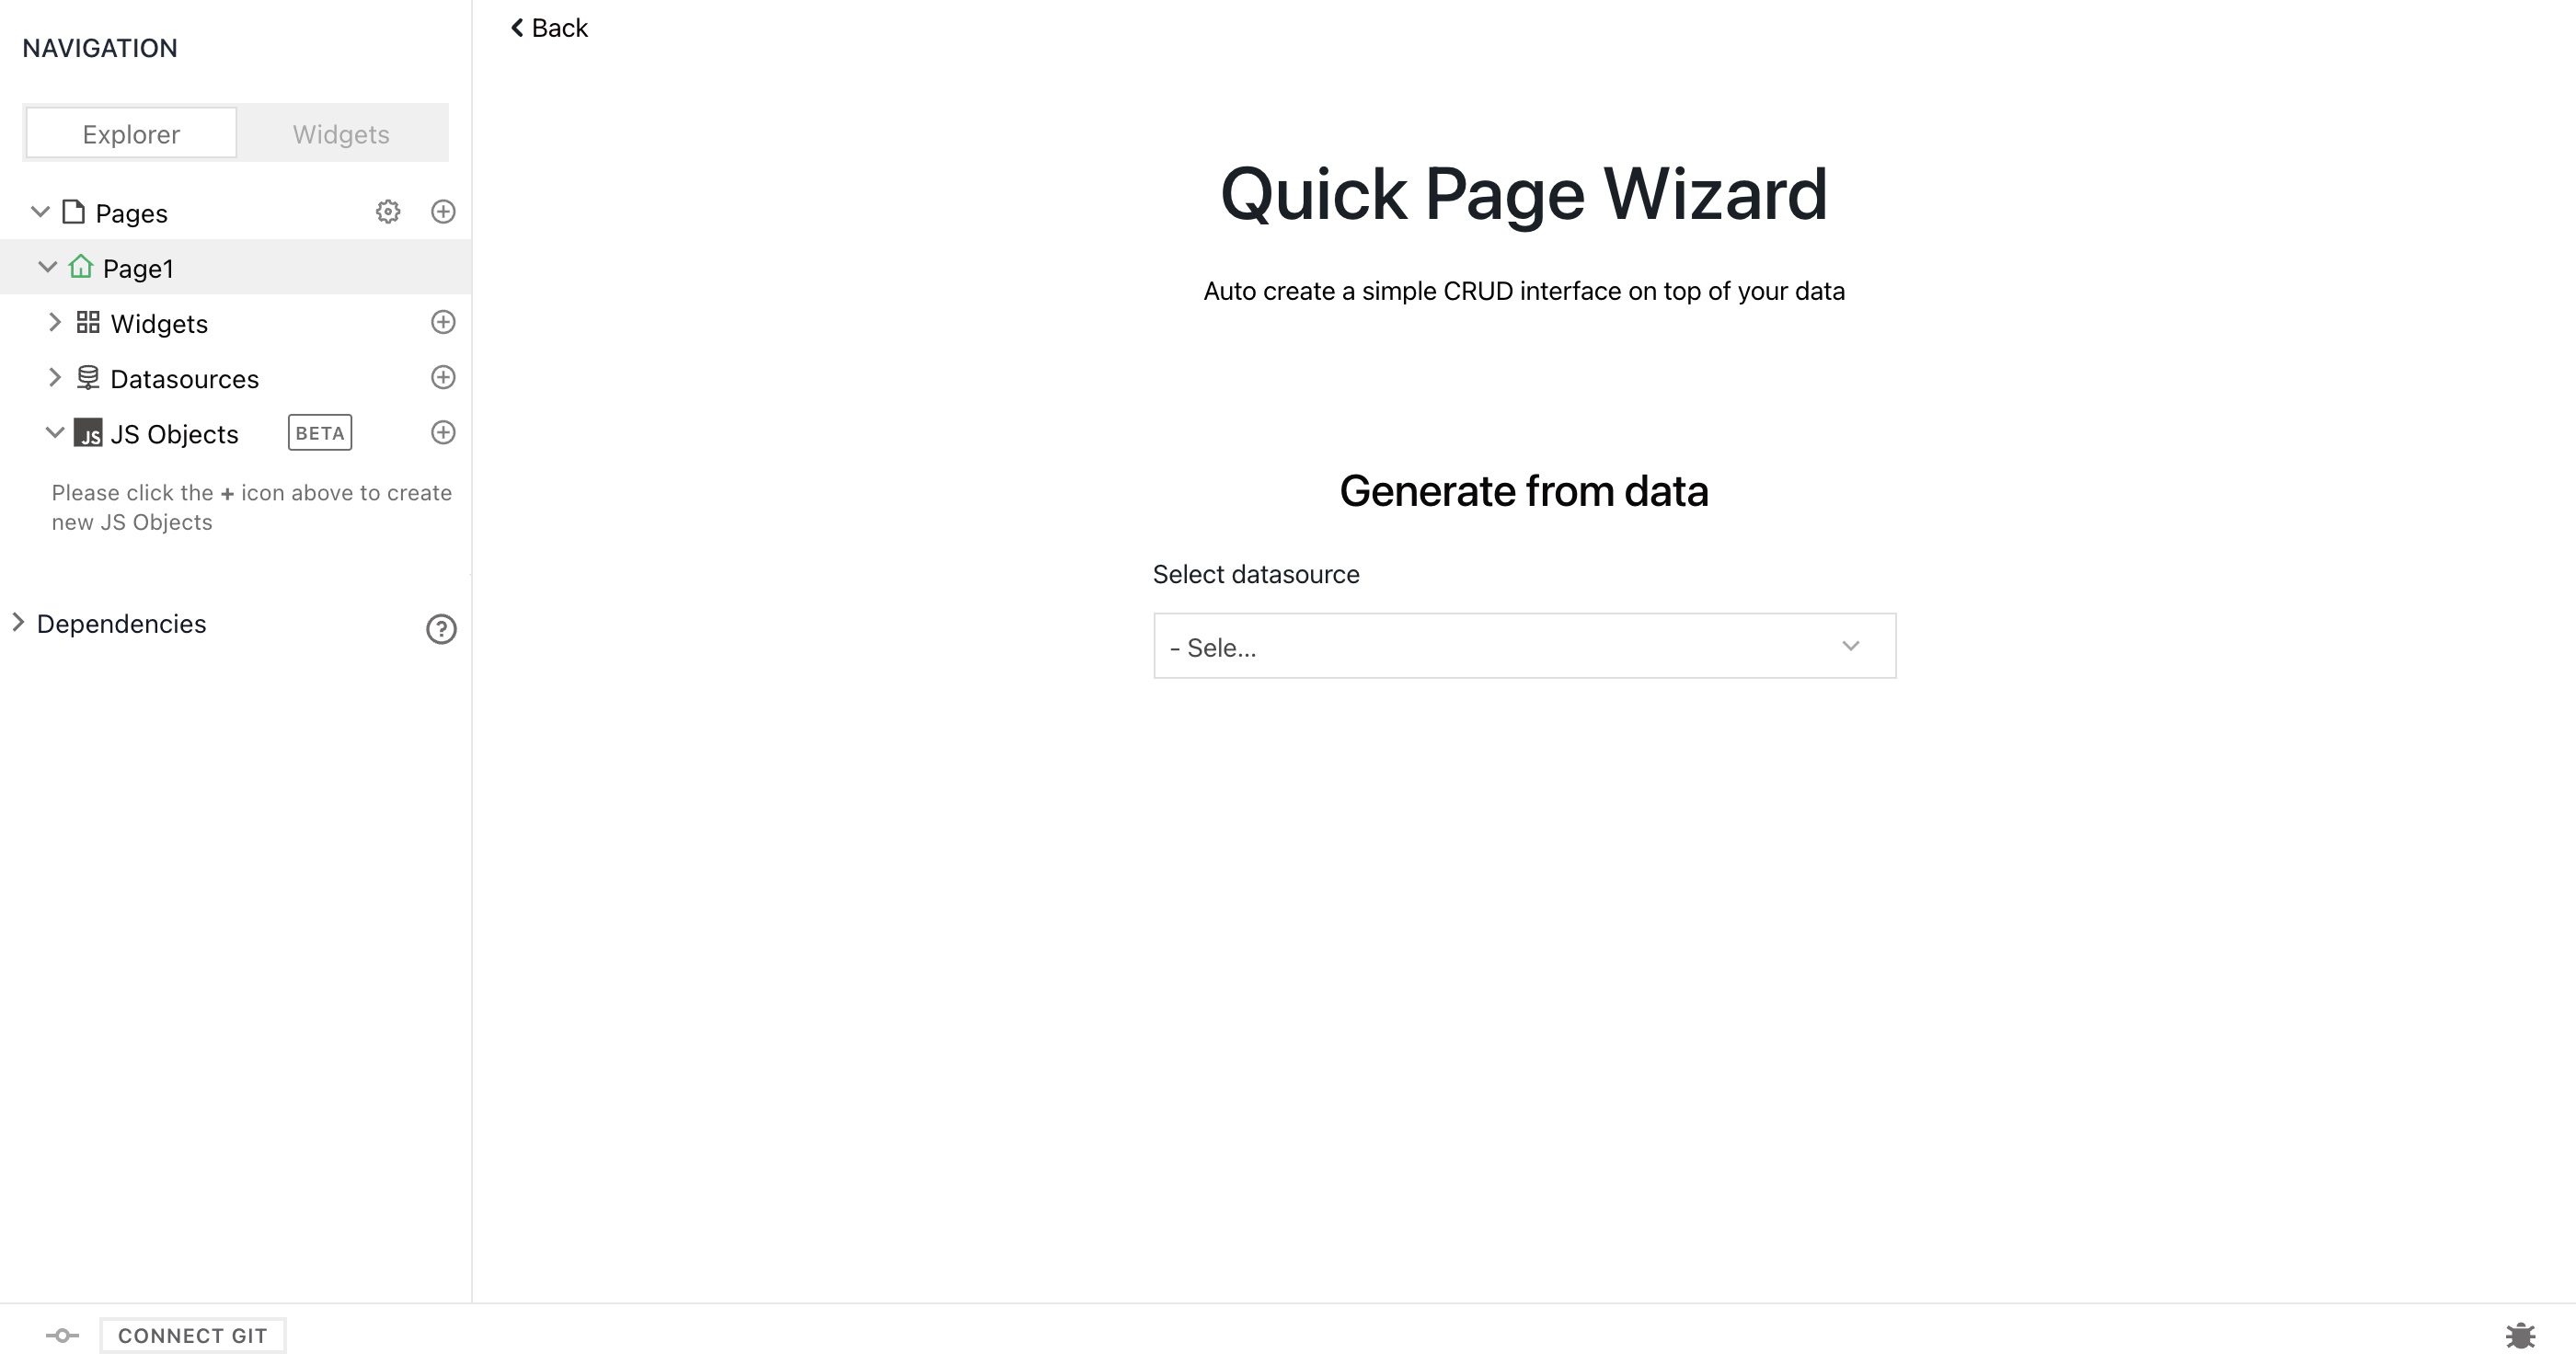 NAVIGATION
Explorer
Widgets
Pages
Page1
Widgets
Datasources
JS
JS Objects
BETA
Please click the + icon above to create
new JS Objects
Dependencies
?
CONNECT GIT
Back
Quick Page Wizard
Auto create a simple CRUD interface on top of your data
Generate from data
Select datasource
- Sele...